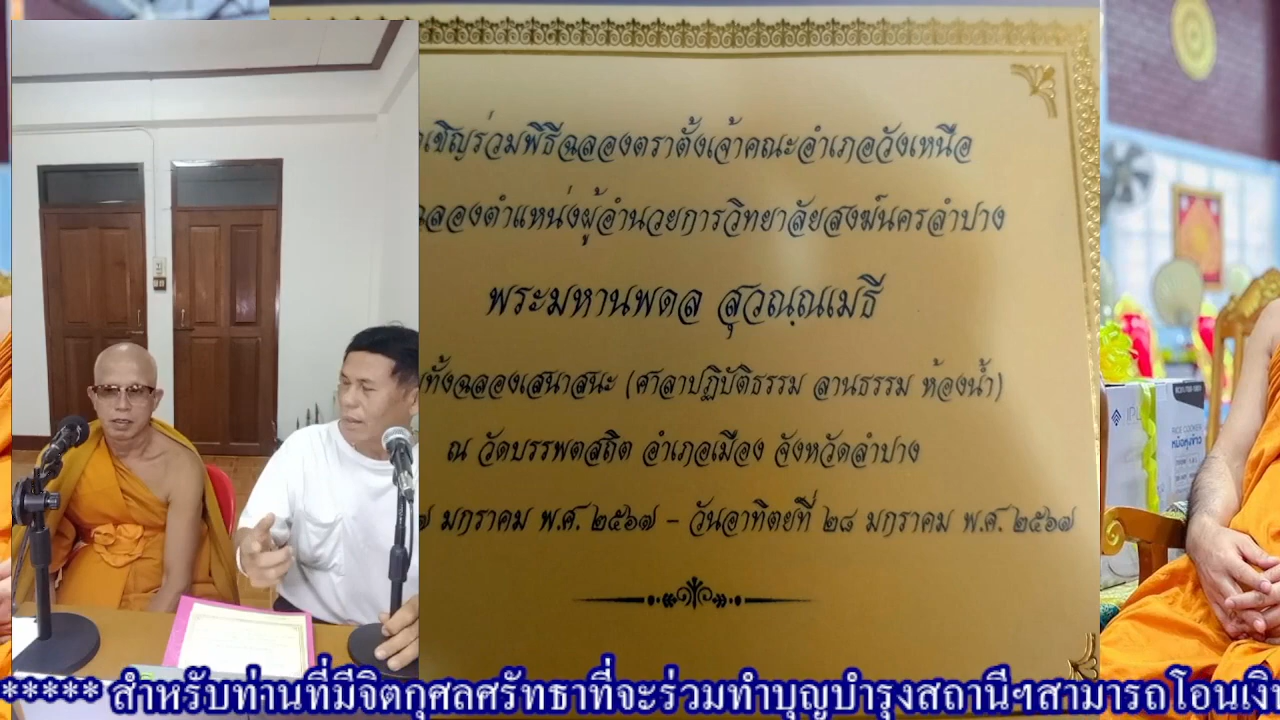 เชิญร่วมพิธีฉลองตราตั้งเจ้าคณะอำเภอวังเหนือ
ฉลองตำแหน่งผู้อำนวยการวิทยาลัยสงฆ์นครลำปาง
พระมหานพดล สุวณฺณเมธี
ทั้งฉลองเสนาสนะ (ศาลาปฏิบัติธรรม ลานธรรม ห้องน้ำ)
ณ วัดบรรพตสถิต อำเภอเมือง จังหวัดลำปาง
๗ มกราคม พ.ศ. ๒๕๖๗ – วันอาทิตย์ที่ ๒๘ มกราคม พ.ศ. ๒๕๖๗
RICE COOKER
หม้อหุงข้าว
***** สำหรับท่านที่มีจิตกุศลศรัทธาที่จะร่วมทำบุญบำรุงสถานีฯสามารถโอนเงิน